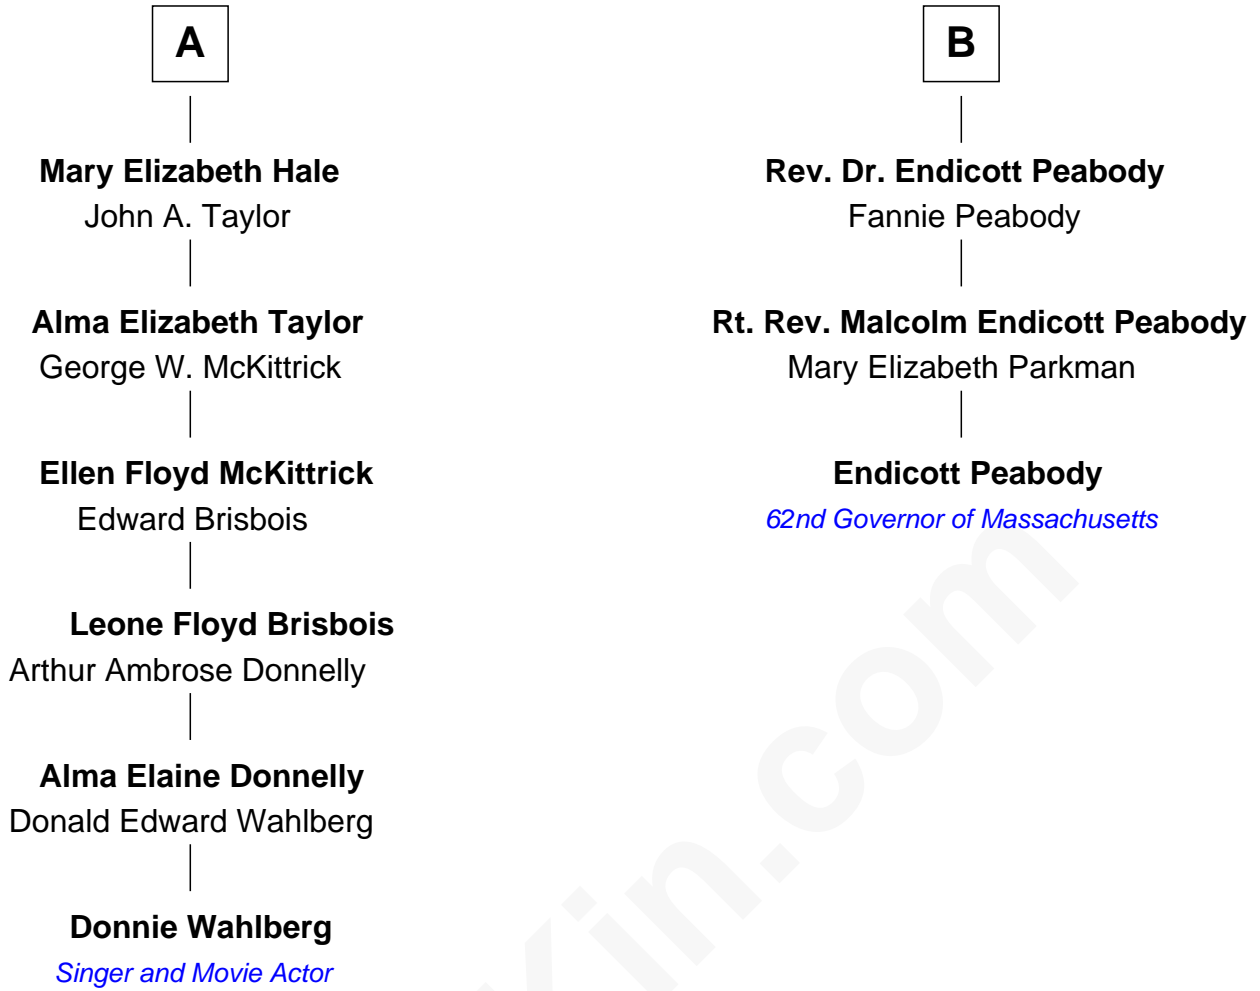 A
Mary Elizabeth Hale
John A. Taylor
Alma Elizabeth Taylor
George W. McKittrick
Ellen Floyd McKittrick
Edward Brisbois
Leone Floyd Brisbois
Arthur Ambrose Donnelly
Alma Elaine Donnelly
Donald Edward Wahlberg
Donnie Wahlberg
Singer and Movie Actor
B
Rev. Dr. Endicott Peabody
Fannie Peabody
Rt. Rev. Malcolm Endicott Peabody
Mary Elizabeth Parkman
Endicott Peabody
62nd Governor of Massachusetts
Kin.com